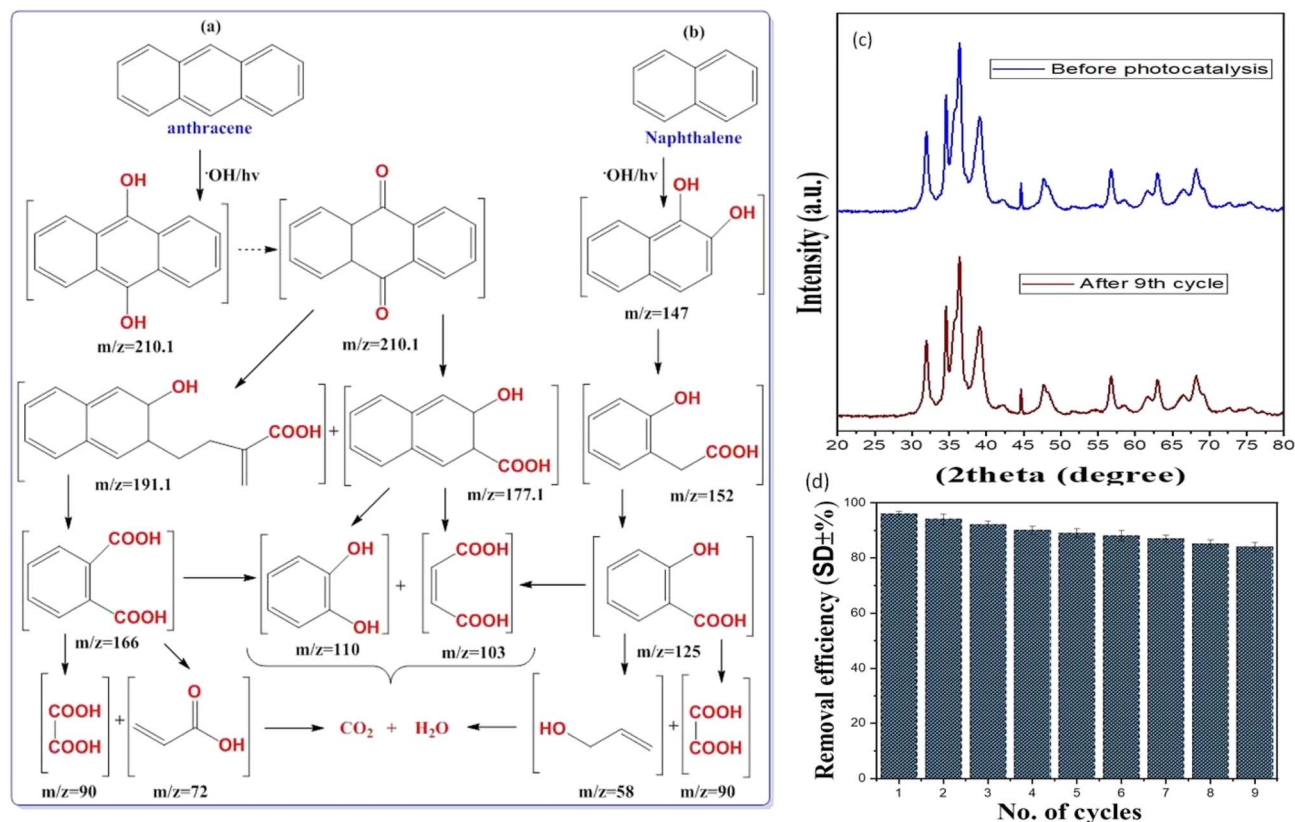 (a)
(b)
anthracene
Naphthalene
·OH/hv
·OH/hv
OH
OH
m/z=210.1
O
O
m/z=210.1
OH
OH
m/z=147
OH
COOH
m/z=191.1
+
OH
COOH
m/z=177.1
OH
COOH
m/z=152
COOH
COOH
m/z=166
OH
OH
m/z=110
+
COOH
COOH
m/z=103
OH
COOH
m/z=125
COOH
COOH
m/z=90
+
O
OH
m/z=72
CO2 + H2O
HO
m/z=58
+
COOH
COOH
m/z=90
(c)
Before photocatalysis
After 9th cycle
Intensity (a.u.)
20 25 30 35 40 45 50 55 60 65 70 75 80
(2theta (degree)
(d)
Removal efficiency (SD±%)
100
80
60
40
20
0
1 2 3 4 5 6 7 8 9
No. of cycles